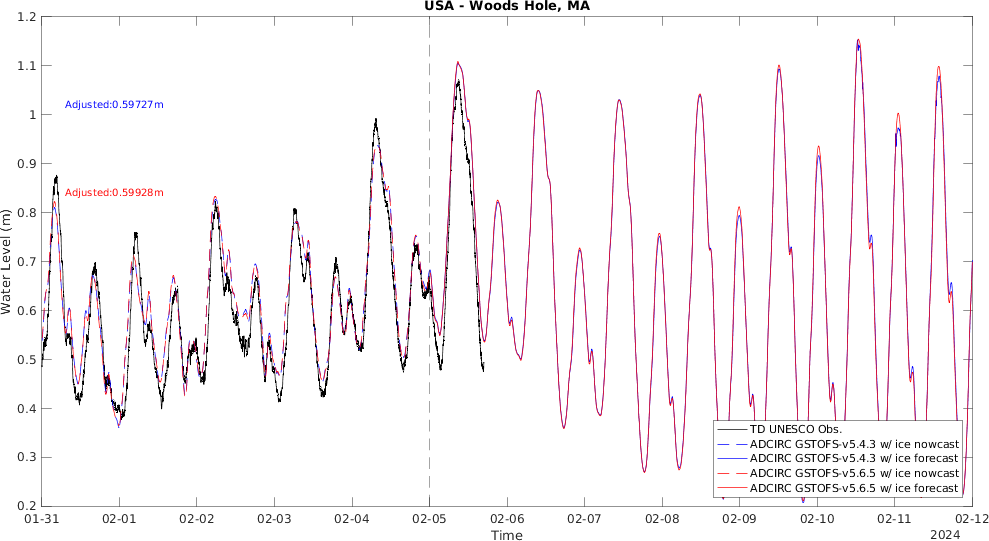 USA - Woods Hole, MA
1.2
1.1
1
0.9
0.8
0.7
0.6
0.5
0.4
0.3
0.2
Water Level (m)
Adjusted:0.59727m
Adjusted:0.59928m
TD UNESCO Obs.
ADCIRC GSTOFS-v5.4.3 w/ ice nowcast
ADCIRC GSTOFS-v5.4.3 w/ ice forecast
ADCIRC GSTOFS-v5.6.5 w/ ice nowcast
ADCIRC GSTOFS-v5.6.5 w/ ice forecast
01-31 02-01 02-02 02-03 02-04 02-05 02-06 02-07 02-08 02-09 02-10 02-11 02-12
Time
2024